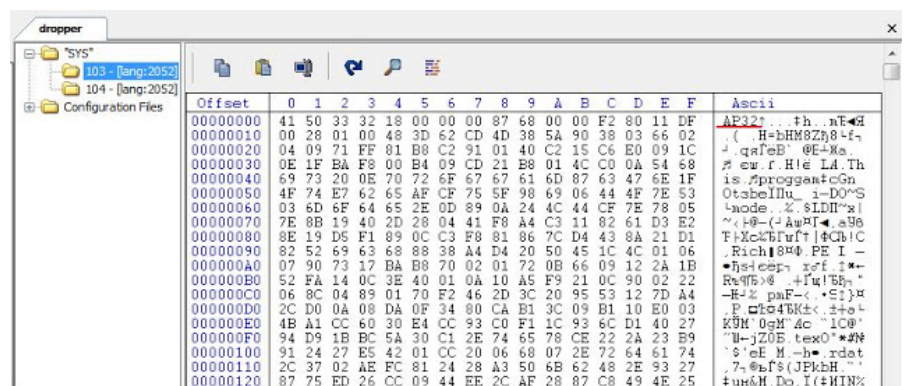 dropper
"SYS"
103 - [lang:2052]
104 - [lang:2052]
Configuration Files
Offset 0 1 2 3 4 5 6 7 8 9 A B C D E F Ascii
00000000 41 50 33 32 18 00 00 00 87 68 00 00 F2 80 11 DF
00000010 00 28 01 00 48 3D 62 CD 4D 38 5A 90 38 03 66 02
00000020 04 09 71 FF 81 B8 C2 91 01 40 C2 15 C6 E0 09 1C
00000030 0E 1F BA F8 00 B4 09 CD 21 B8 01 4C C0 0A 54 68
00000040 69 73 20 0E 70 72 6F 67 67 61 6D 87 63 47 6E 1F
00000050 4F 74 E7 62 65 AF CF 75 5F 98 69 06 44 4F 7E 53
00000060 03 6D 6F 64 65 2E 0D 89 0A 24 4C 44 CF 7E 78 05
00000070 7E 8B 19 40 2D 28 04 41 F8 A4 C3 11 82 61 D3 E2
00000080 8E 19 D5 F1 89 0C C3 F8 81 86 7C D4 43 8A 21 D1
00000090 82 52 69 63 68 88 38 A4 D4 20 50 45 1C 4C 01 06
000000A0 07 90 73 17 BA B8 70 02 01 72 0B 66 09 12 2A 1B
000000B0 52 FA 14 0C 3E 40 01 0A 10 A5 F9 21 0C 90 02 22
000000C0 06 8C 04 89 01 70 F2 46 2D 3C 20 95 53 12 7D A4
000000D0 2C D0 0A 08 DA 0F 34 80 CA B1 3C 09 B1 10 E0 03
000000E0 4B A1 CC 60 30 E4 CC 93 C0 F1 1C 93 6C D1 40 27
000000F0 94 D9 1B BC 5A 30 C1 2E 74 65 78 CE 22 2A 23 B9
00000100 91 24 27 E5 42 01 CC 20 06 68 07 2E 72 64 61 74
00000110 2C 37 02 AE FC 81 24 28 A3 50 6B 62 48 2E 93 27
00000120 87 75 ED 26 CC 09 44 EE 2C AF 28 87 C8 49 4E 25